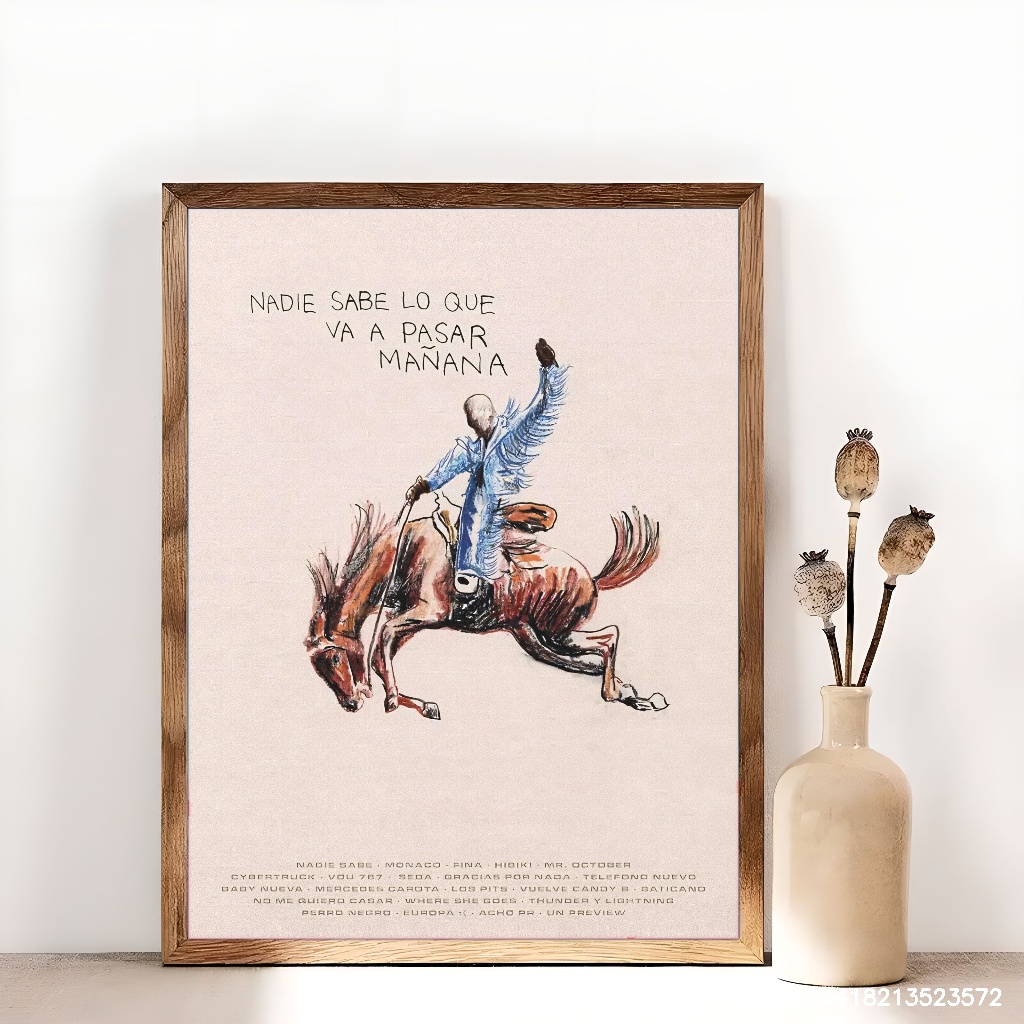 NADIE SABE LO QUE
VA A PASAR
MAÑANA
NADIE SABE · MONACO · FINA · HIBIKI · MR. OCTOBER
CYBERTRUCK · VOU 787 · SEDA · GRACIAS POR NADA · TELEFONO NUEVO
BABY NUEVA · MERCEDES CAROTA · LOS PITS · VUELVE CANDY B · BATICANO
NO ME QUIERO CASAR · WHERE SHE GOES · THUNDER Y LIGHTNING
PERRO NEGRO · EUROPA :( · ACHO PR · UN PREVIEW
18213523572